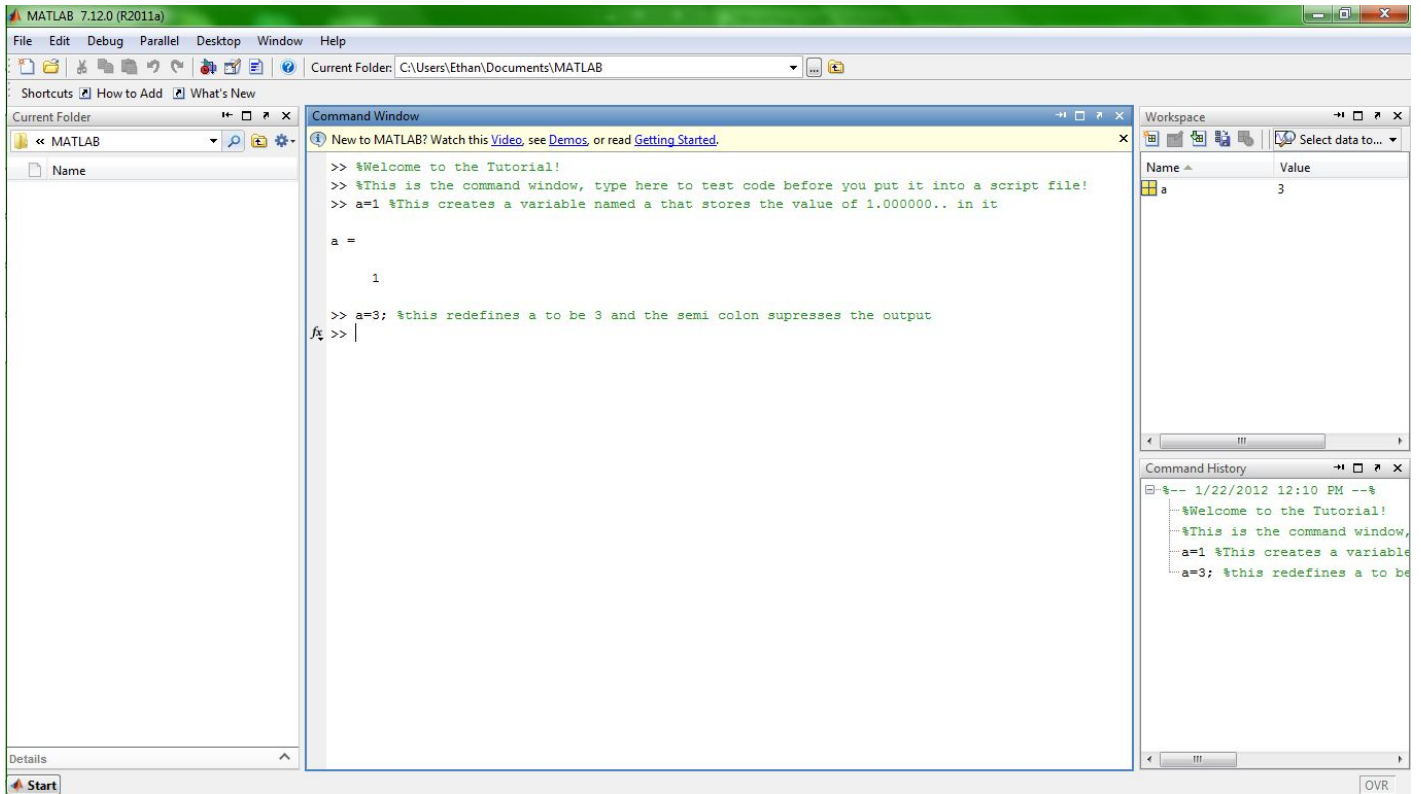 MATLAB 7.12.0 (R2011a)
File Edit Debug Parallel Desktop Window Help
Current Folder: C:\Users\Ethan\Documents\MATLAB
Shortcuts How to Add What's New
Current Folder
« MATLAB
Name
Details
Command Window
New to MATLAB? Watch this Video, see Demos, or read Getting Started.
>> %Welcome to the Tutorial!
>> %This is the command window, type here to test code before you put it into a script file!
>> a=1 %This creates a variable named a that stores the value of 1.000000.. in it
a =
1
>> a=3; %this redefines a to be 3 and the semi colon supresses the output
fx >>
Workspace
Select data to...
Name Value
a 3
Command History
%-- 1/22/2012 12:10 PM --%
%Welcome to the Tutorial!
%This is the command window,
a=1 %This creates a variable
a=3; %this redefines a to be
Start
OVR